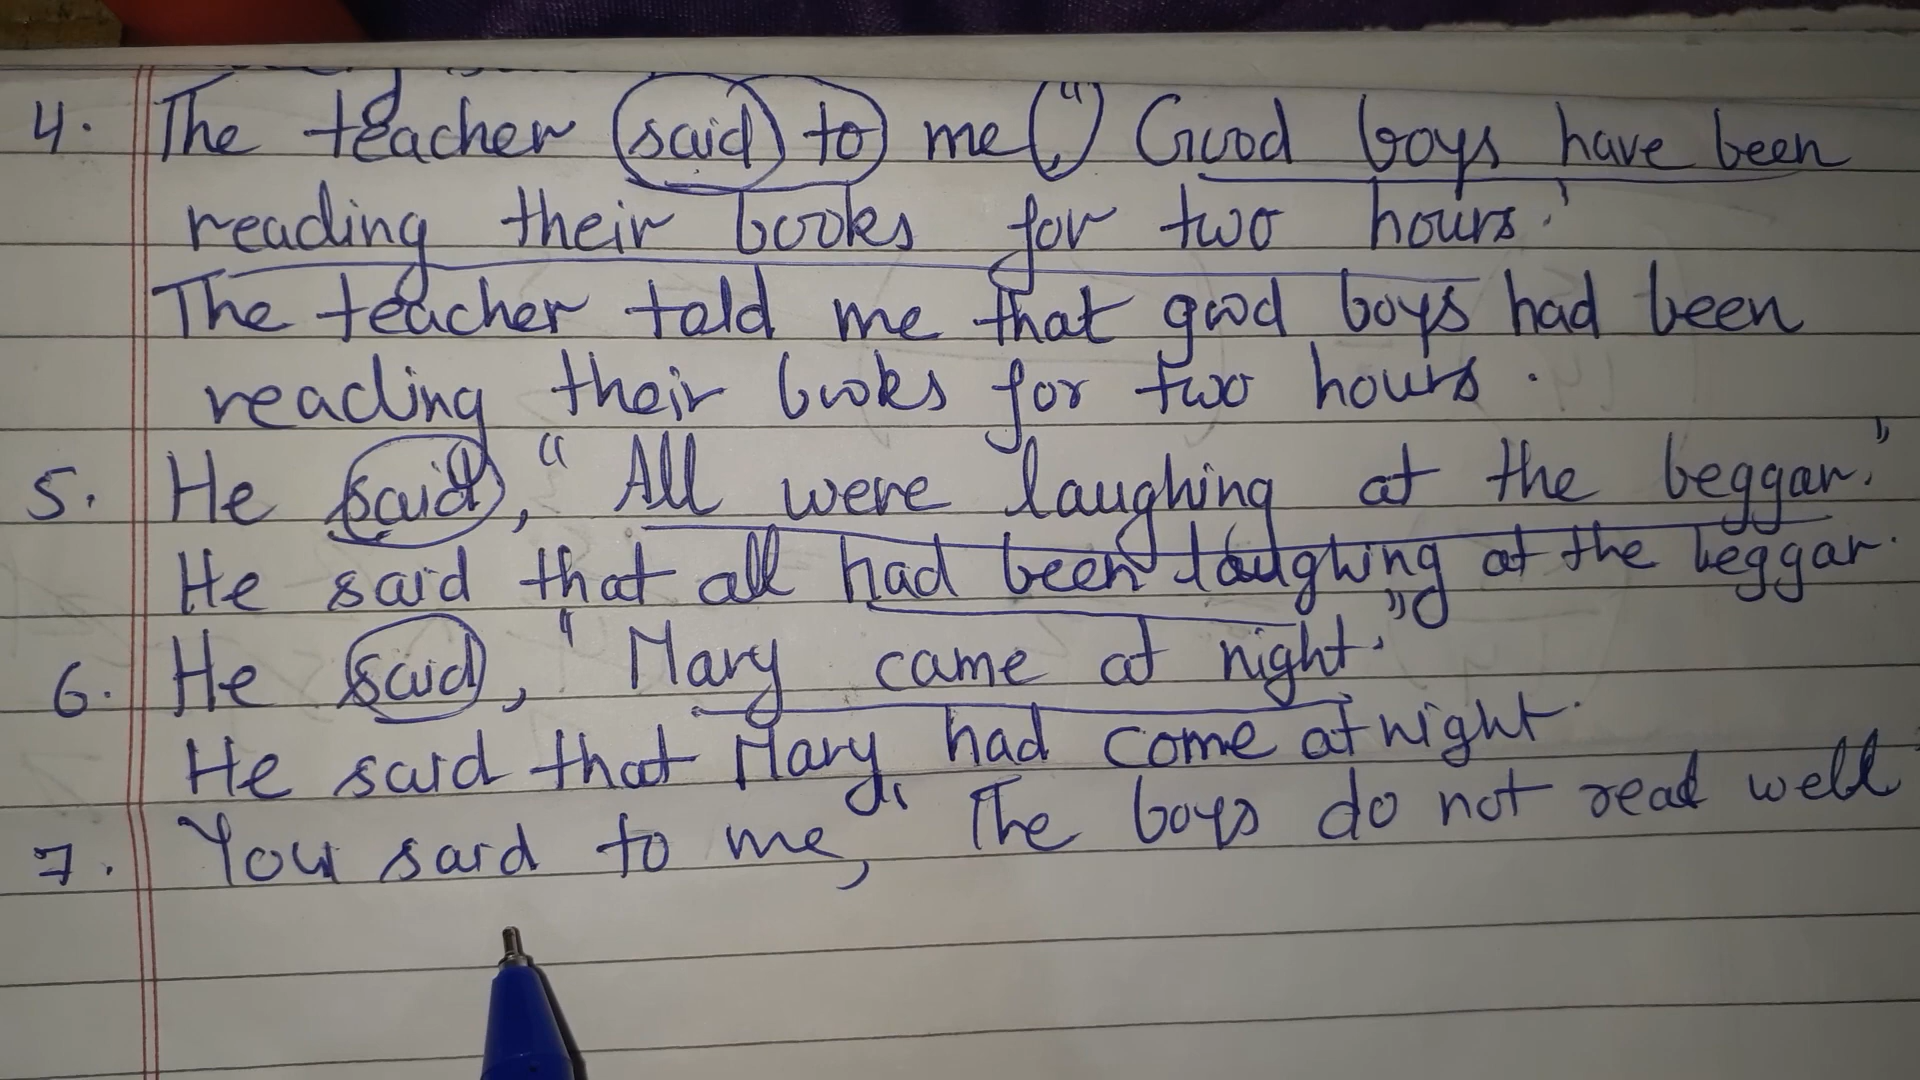 4. The teacher said to me, " Good boys have been
reading their books for two hours."
The teacher told me that good boys had been
reading their books for two hours.
5. He said, " All were laughing at the beggar."
He said that all had been laughing at the beggar.
6. He said, " Mary came at night."
He said that Mary had come at night.
7. You said to me, " The boys do not read well